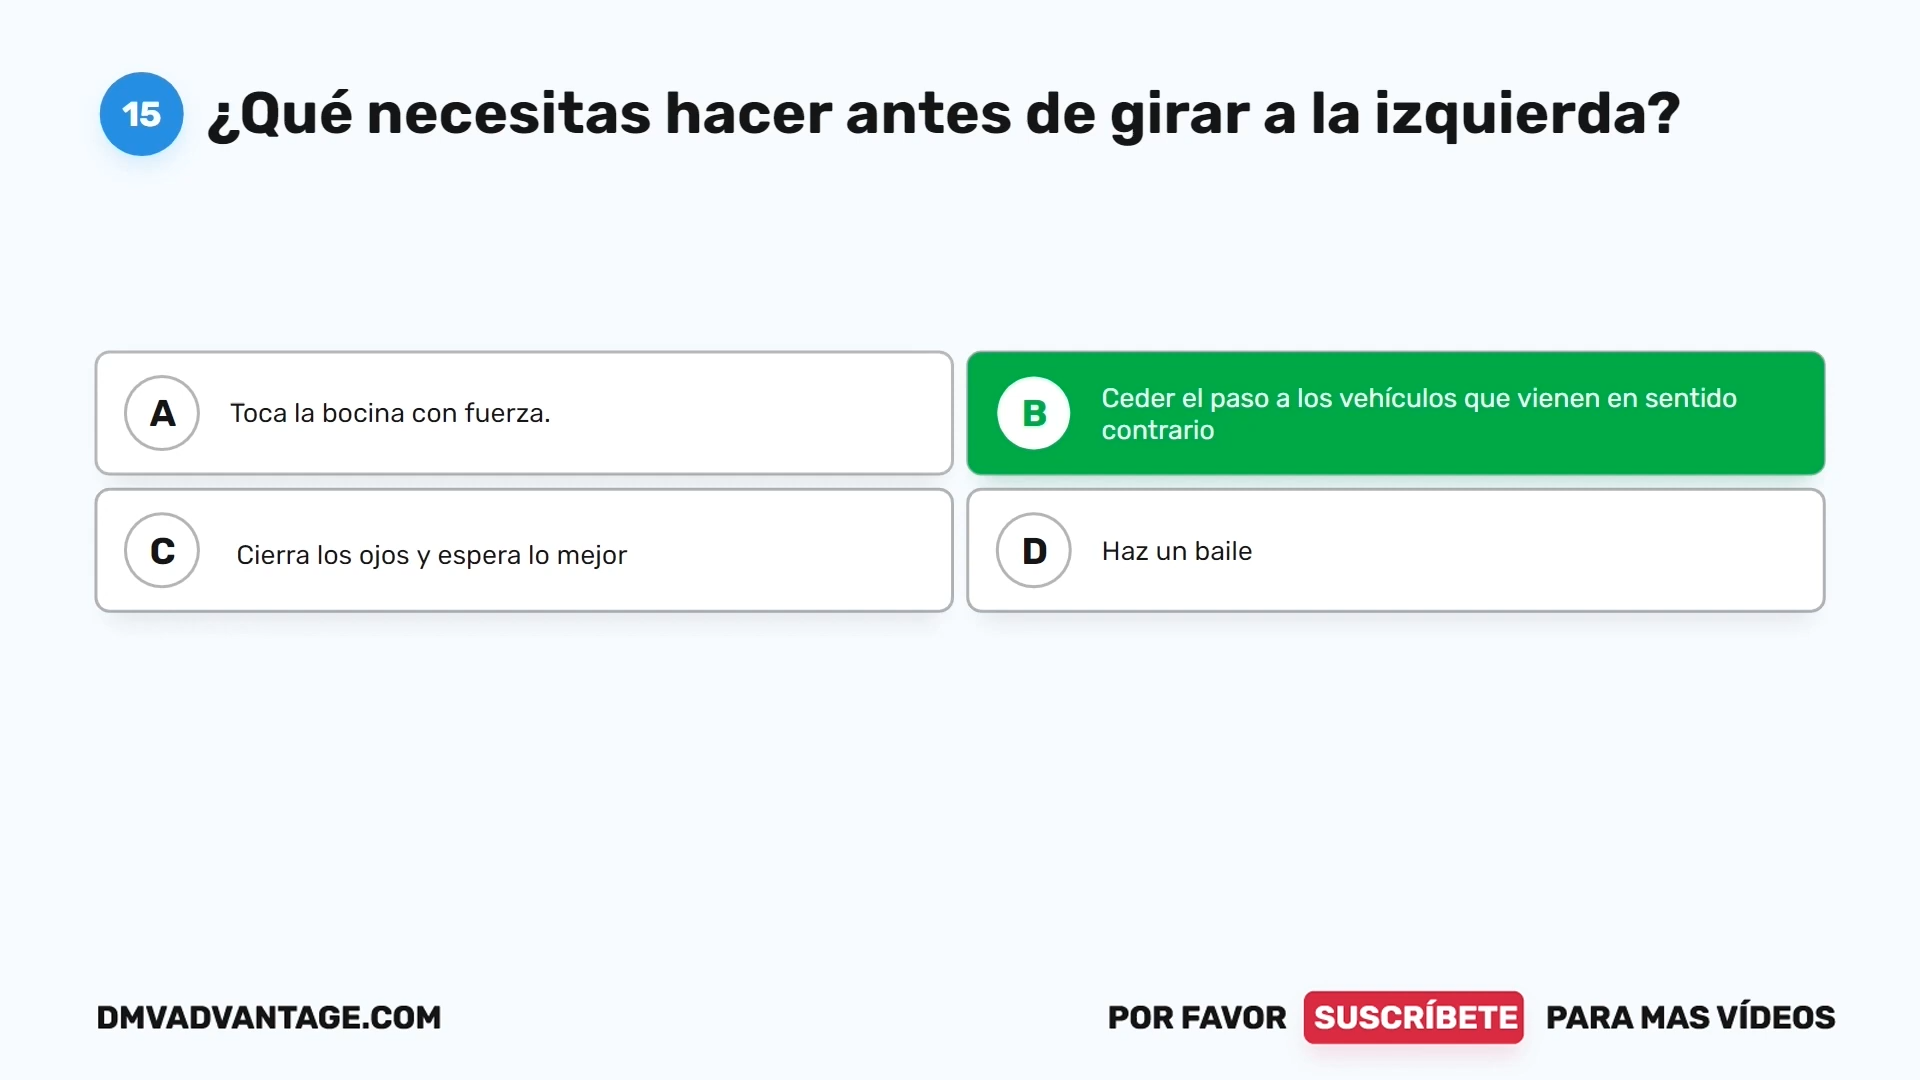 15 ¿Qué necesitas hacer antes de girar a la izquierda?
A Toca la bocina con fuerza.
B Ceder el paso a los vehículos que vienen en sentido
contrario
C Cierra los ojos y espera lo mejor
D Haz un baile
DMVADVANTAGE.COM
POR FAVOR SUSCRÍBETE PARA MAS VÍDEOS